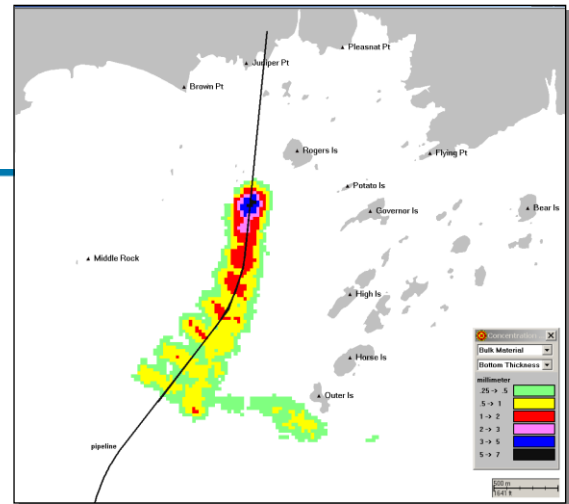 Pleasnat Pt
Juniper Pt
Brown Pt
Rogers Is
Flying Pt
Potato Is
Governor Is
Bear Is
Middle Rock
High Is
Horse Is
Outer Is
pipeline
Concentration
Bulk Material
Bottom Thickness
millimeter
.25 -> .5
.5 -> 1
1 -> 2
2 -> 3
3 -> 5
5 -> 7
500 m
1641 ft